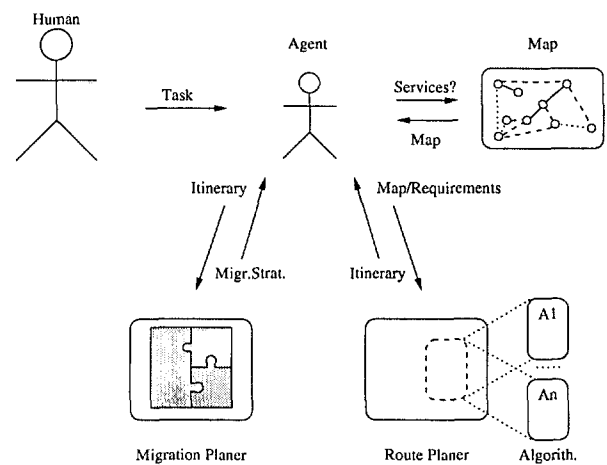 Human
Agent
Map
Task
Services?
Map
Itinerary
Map/Requirements
Migr.Strat.
Itinerary
A1
.....
An
Migration Planer
Route Planer
Algorith.